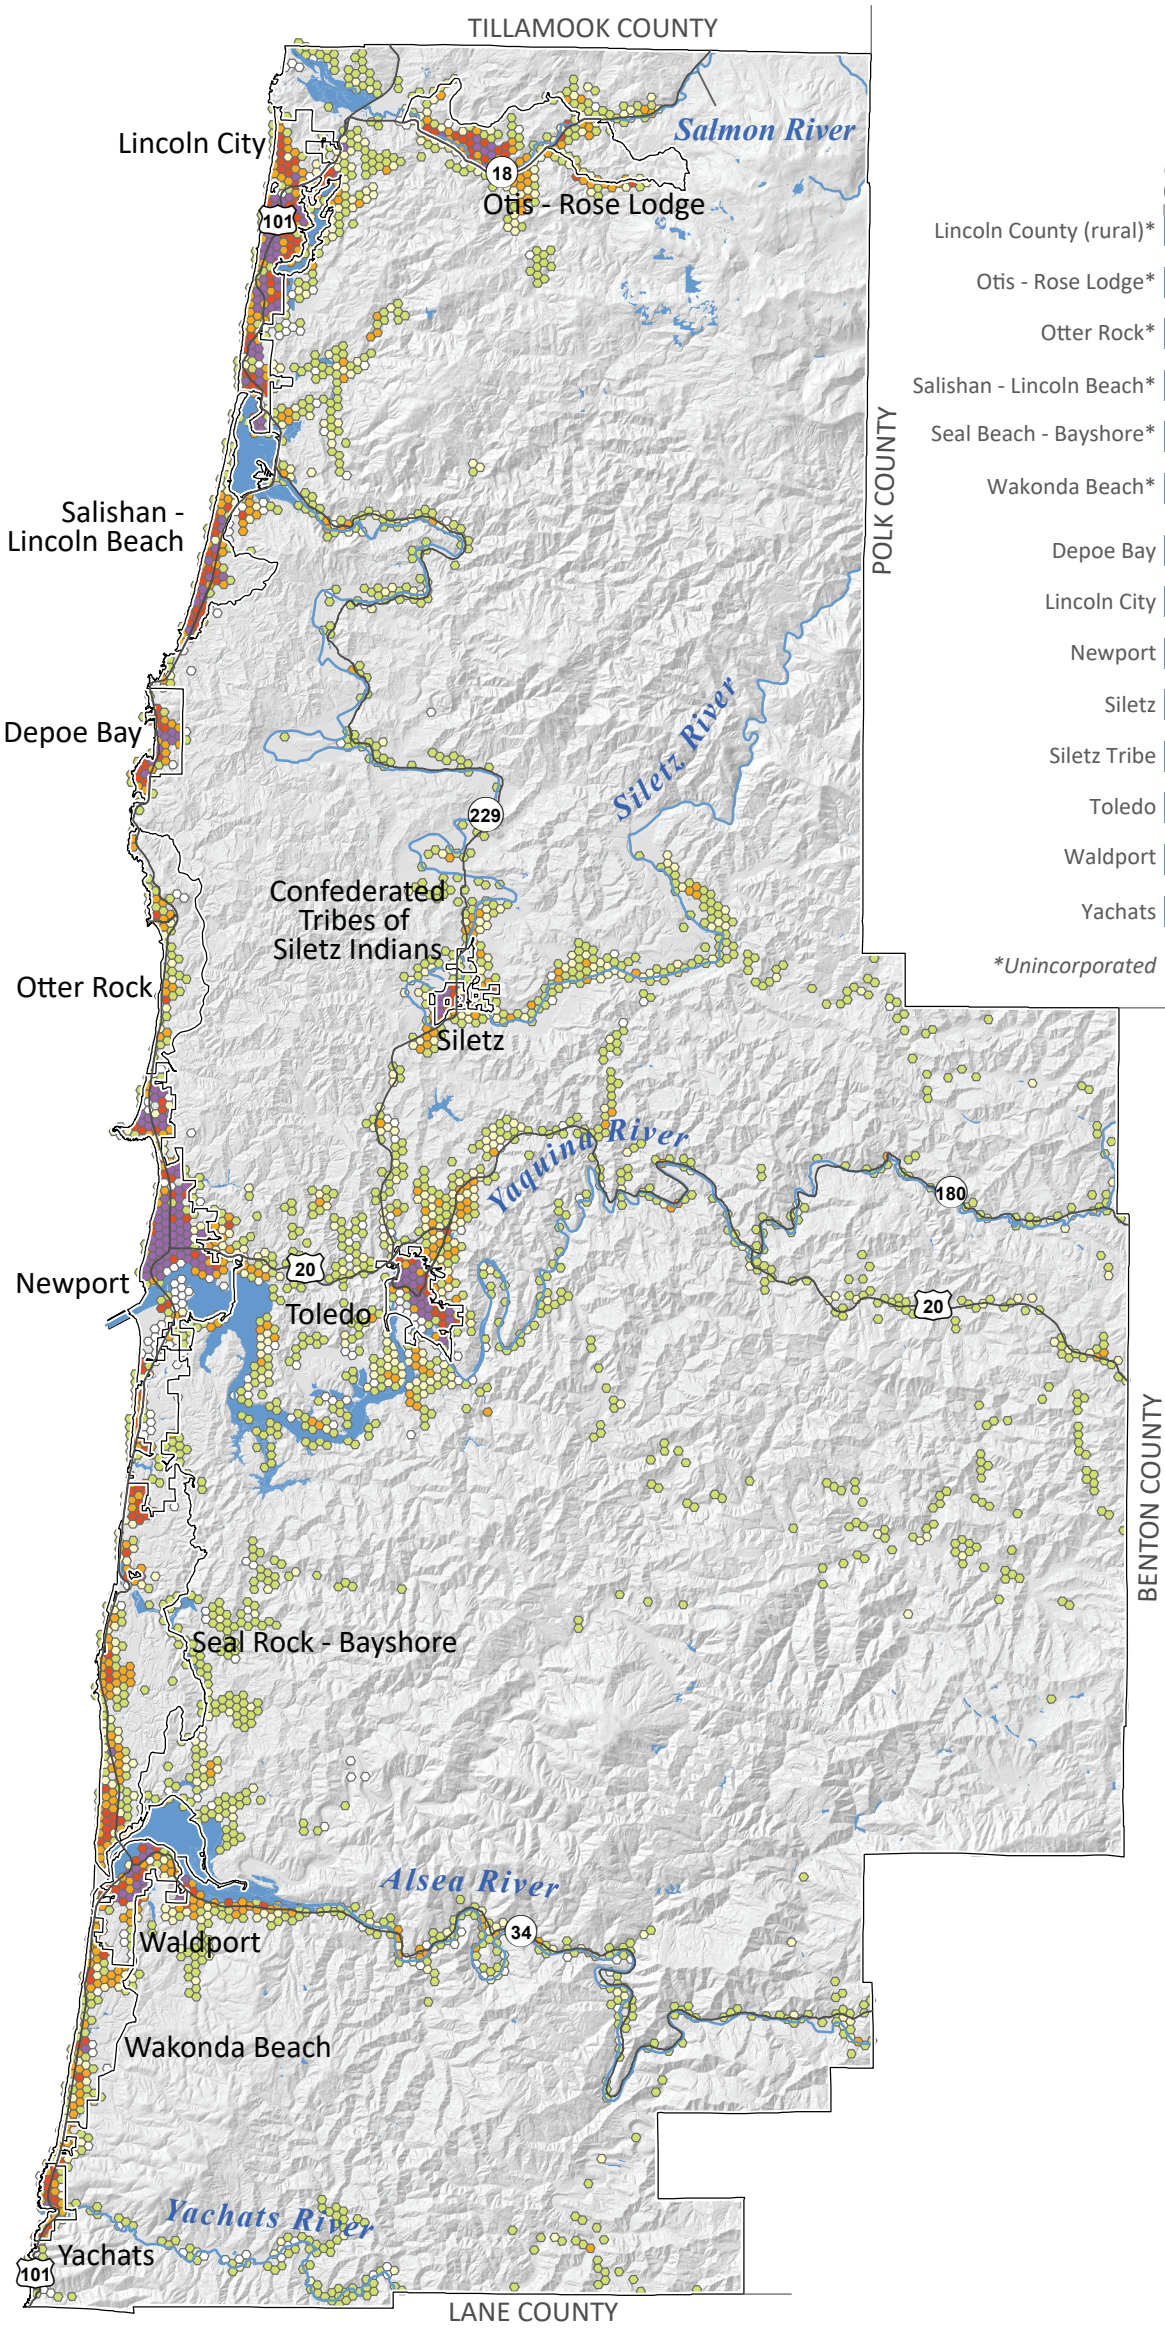 TILLAMOOK COUNTY
Lincoln City
Salmon River
18
Otis - Rose Lodge
101
Lincoln County (rural)*
Otis - Rose Lodge*
Otter Rock*
Salishan - Lincoln Beach*
Seal Beach - Bayshore*
Wakonda Beach*
Depoe Bay
Lincoln City
Newport
Siletz
Siletz Tribe
Toledo
Waldport
Yachats
*Unincorporated
POLK COUNTY
Salishan -
Lincoln Beach
Depoe Bay
Siletz River
229
Confederated
Tribes of
Siletz Indians
Otter Rock
Siletz
Yaquina River
180
Newport
20
Toledo
20
BENTON COUNTY
Seal Rock - Bayshore
Alsea River
34
Waldport
Wakonda Beach
Yachats River
Yachats
101
LANE COUNTY